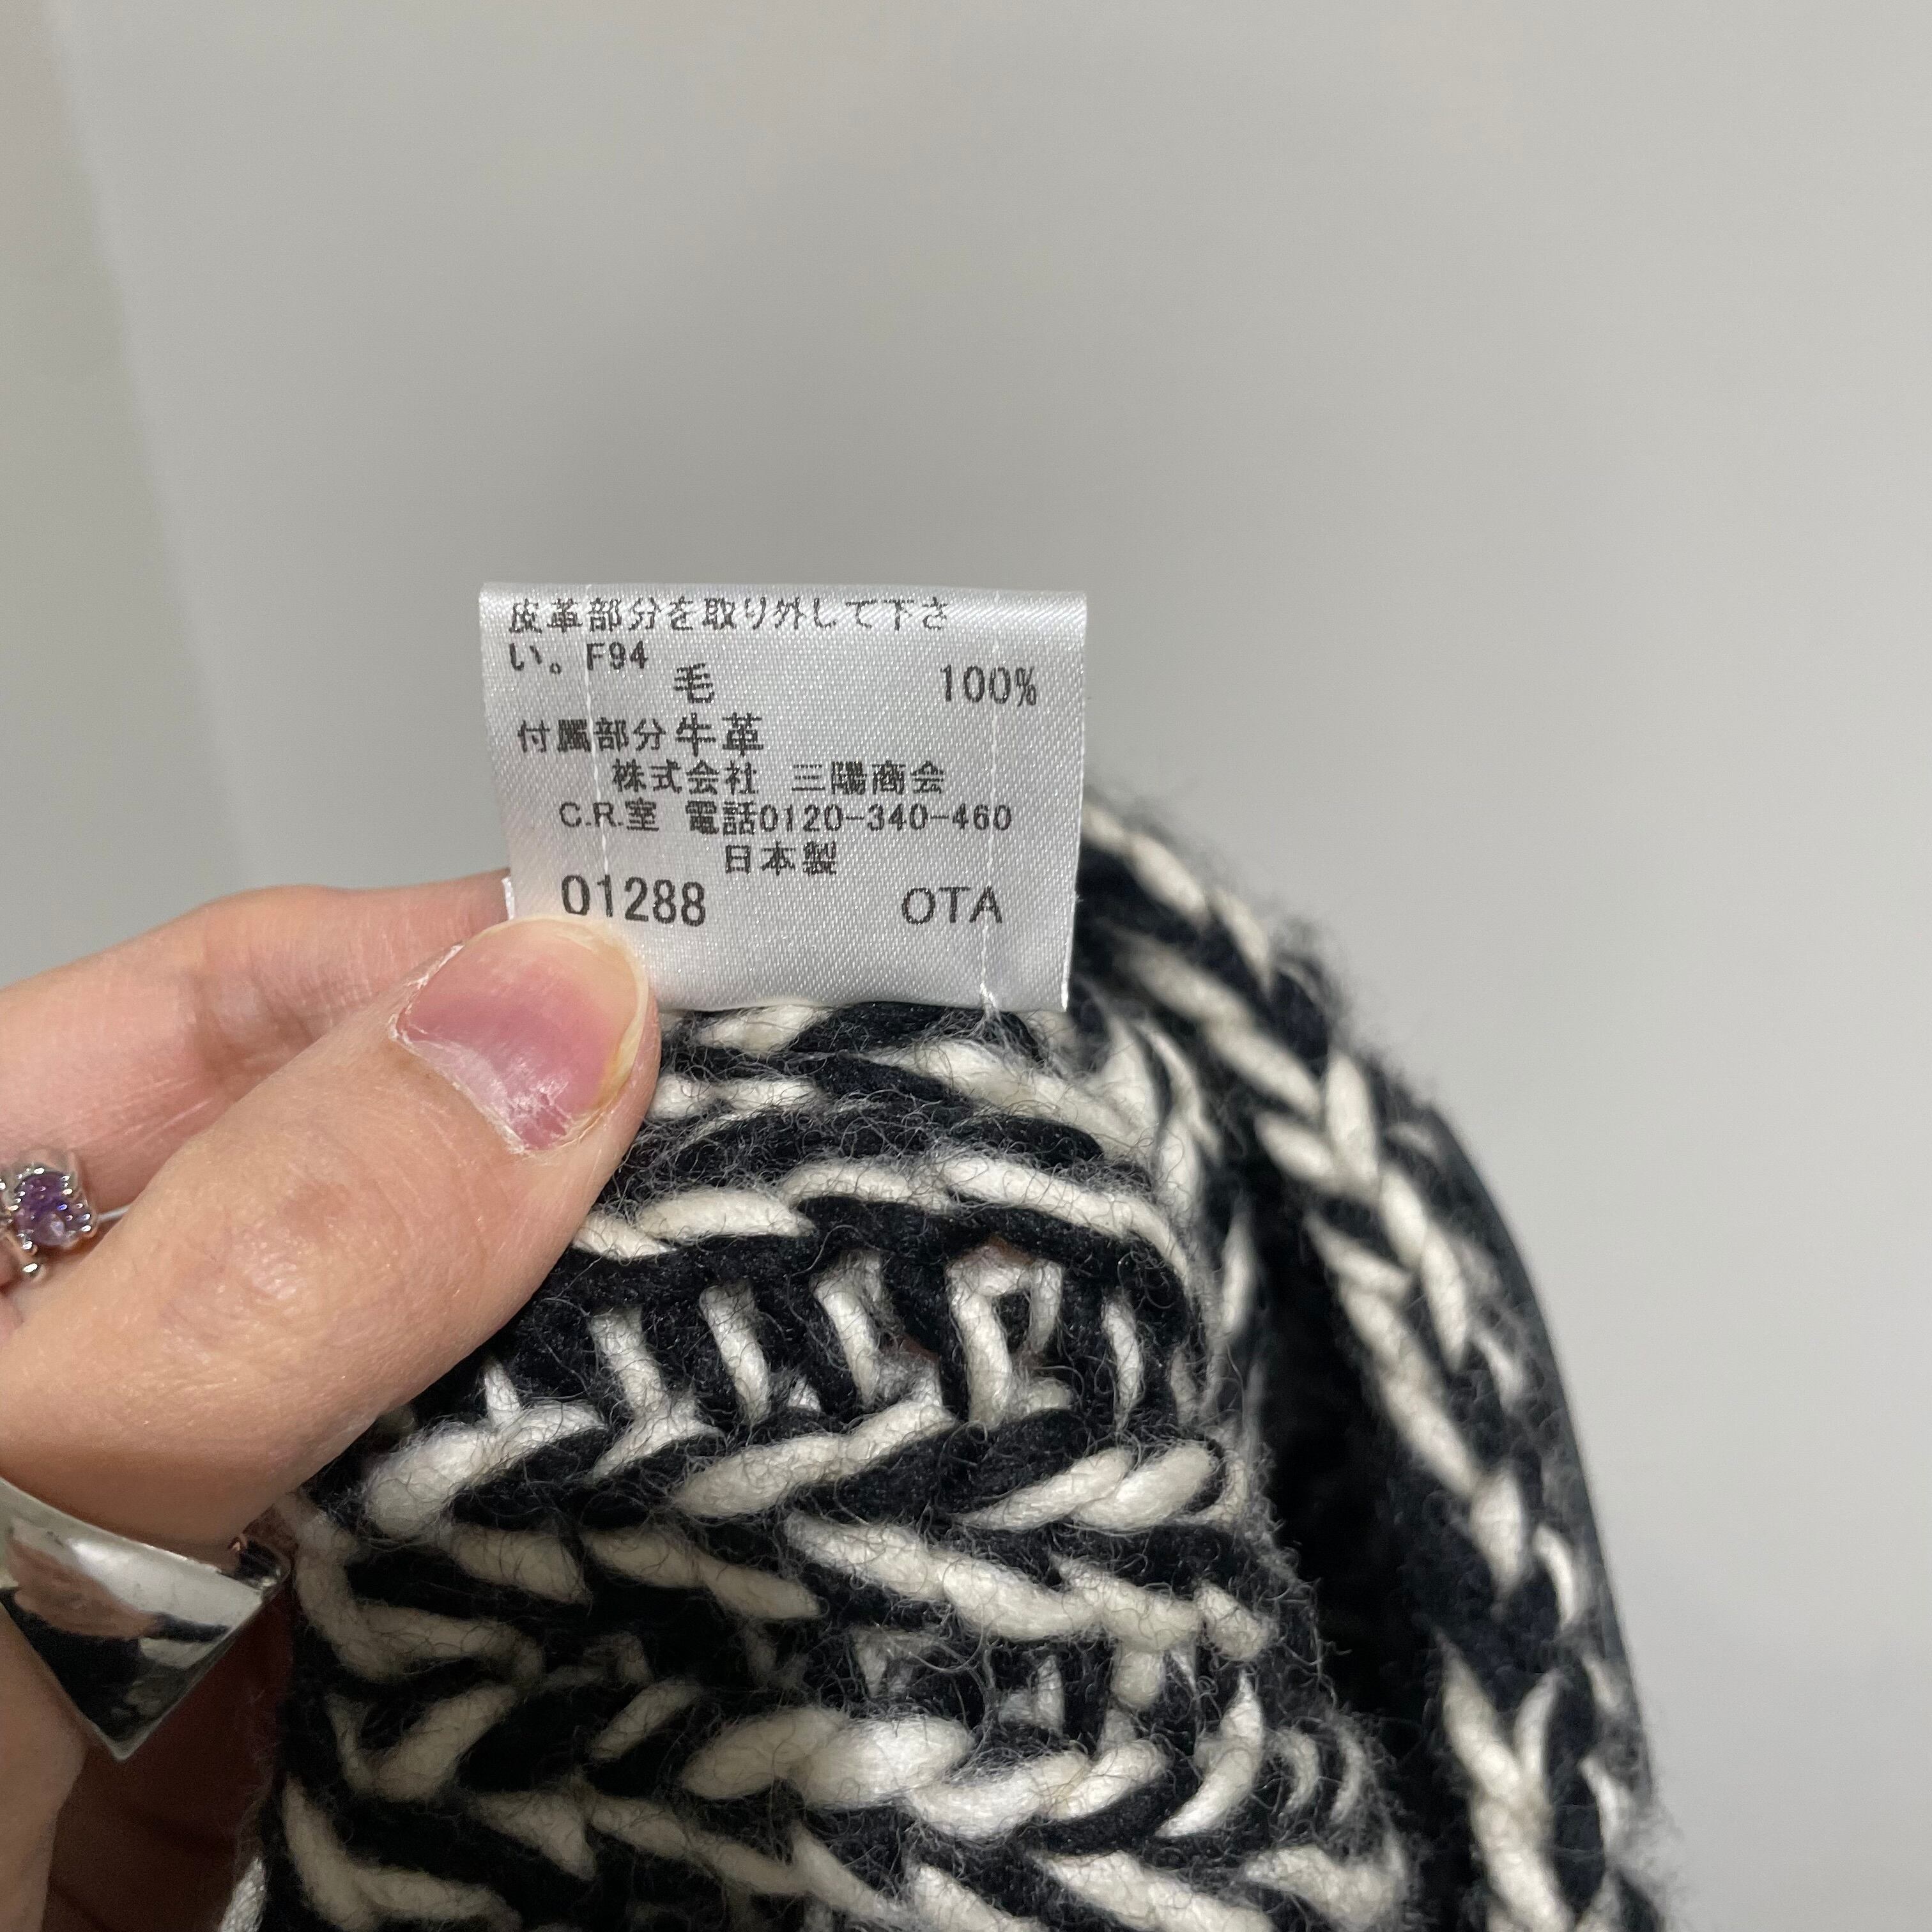 皮革部分を取り外して下さ
い。F94
毛 100%
付属部分牛革
株式会社 三陽商会
C.R.室 電話0120-340-460
日本製
01288 OTA